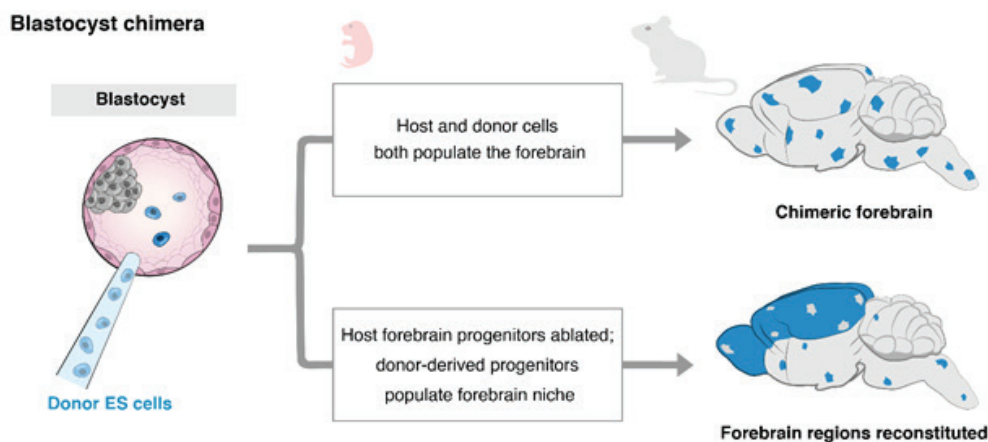 Blastocyst chimera
Blastocyst
Donor ES cells
Host and donor cells
both populate the forebrain
Chimeric forebrain
Host forebrain progenitors ablated;
donor-derived progenitors
populate forebrain niche
Forebrain regions reconstituted